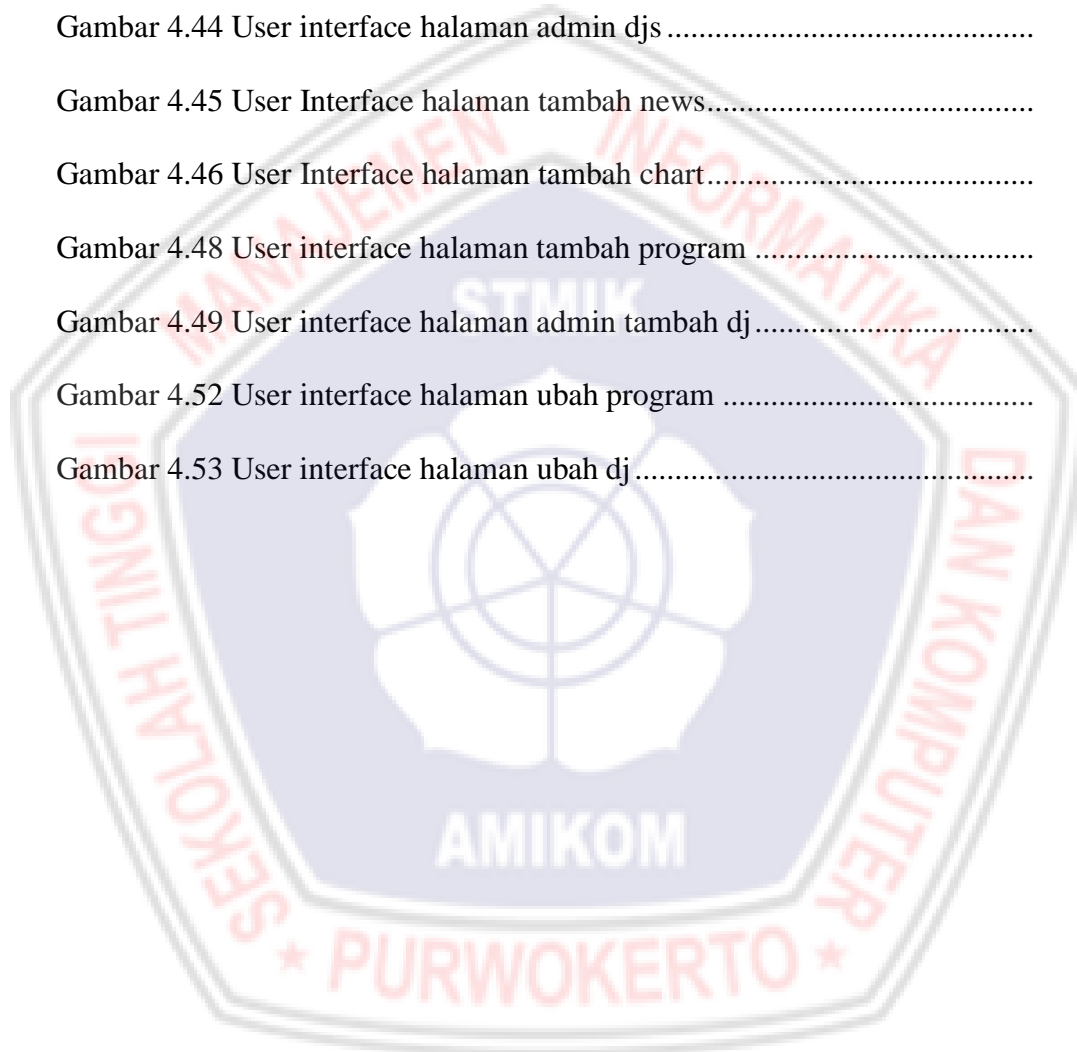 Gambar 4.44 User interface halaman admin djs ..............................................
Gambar 4.45 User Interface halaman tambah news.........................................
Gambar 4.46 User Interface halaman tambah chart.........................................
Gambar 4.48 User interface halaman tambah program ...................................
Gambar 4.49 User interface halaman admin tambah dj...................................
Gambar 4.52 User interface halaman ubah program .......................................
Gambar 4.53 User interface halaman ubah dj..................................................
SEKOLAH TINGGI MANAJEMEN INFORMATIKA DAN KOMPUTER
STMIK
AMIKOM
* PURWOKERTO *